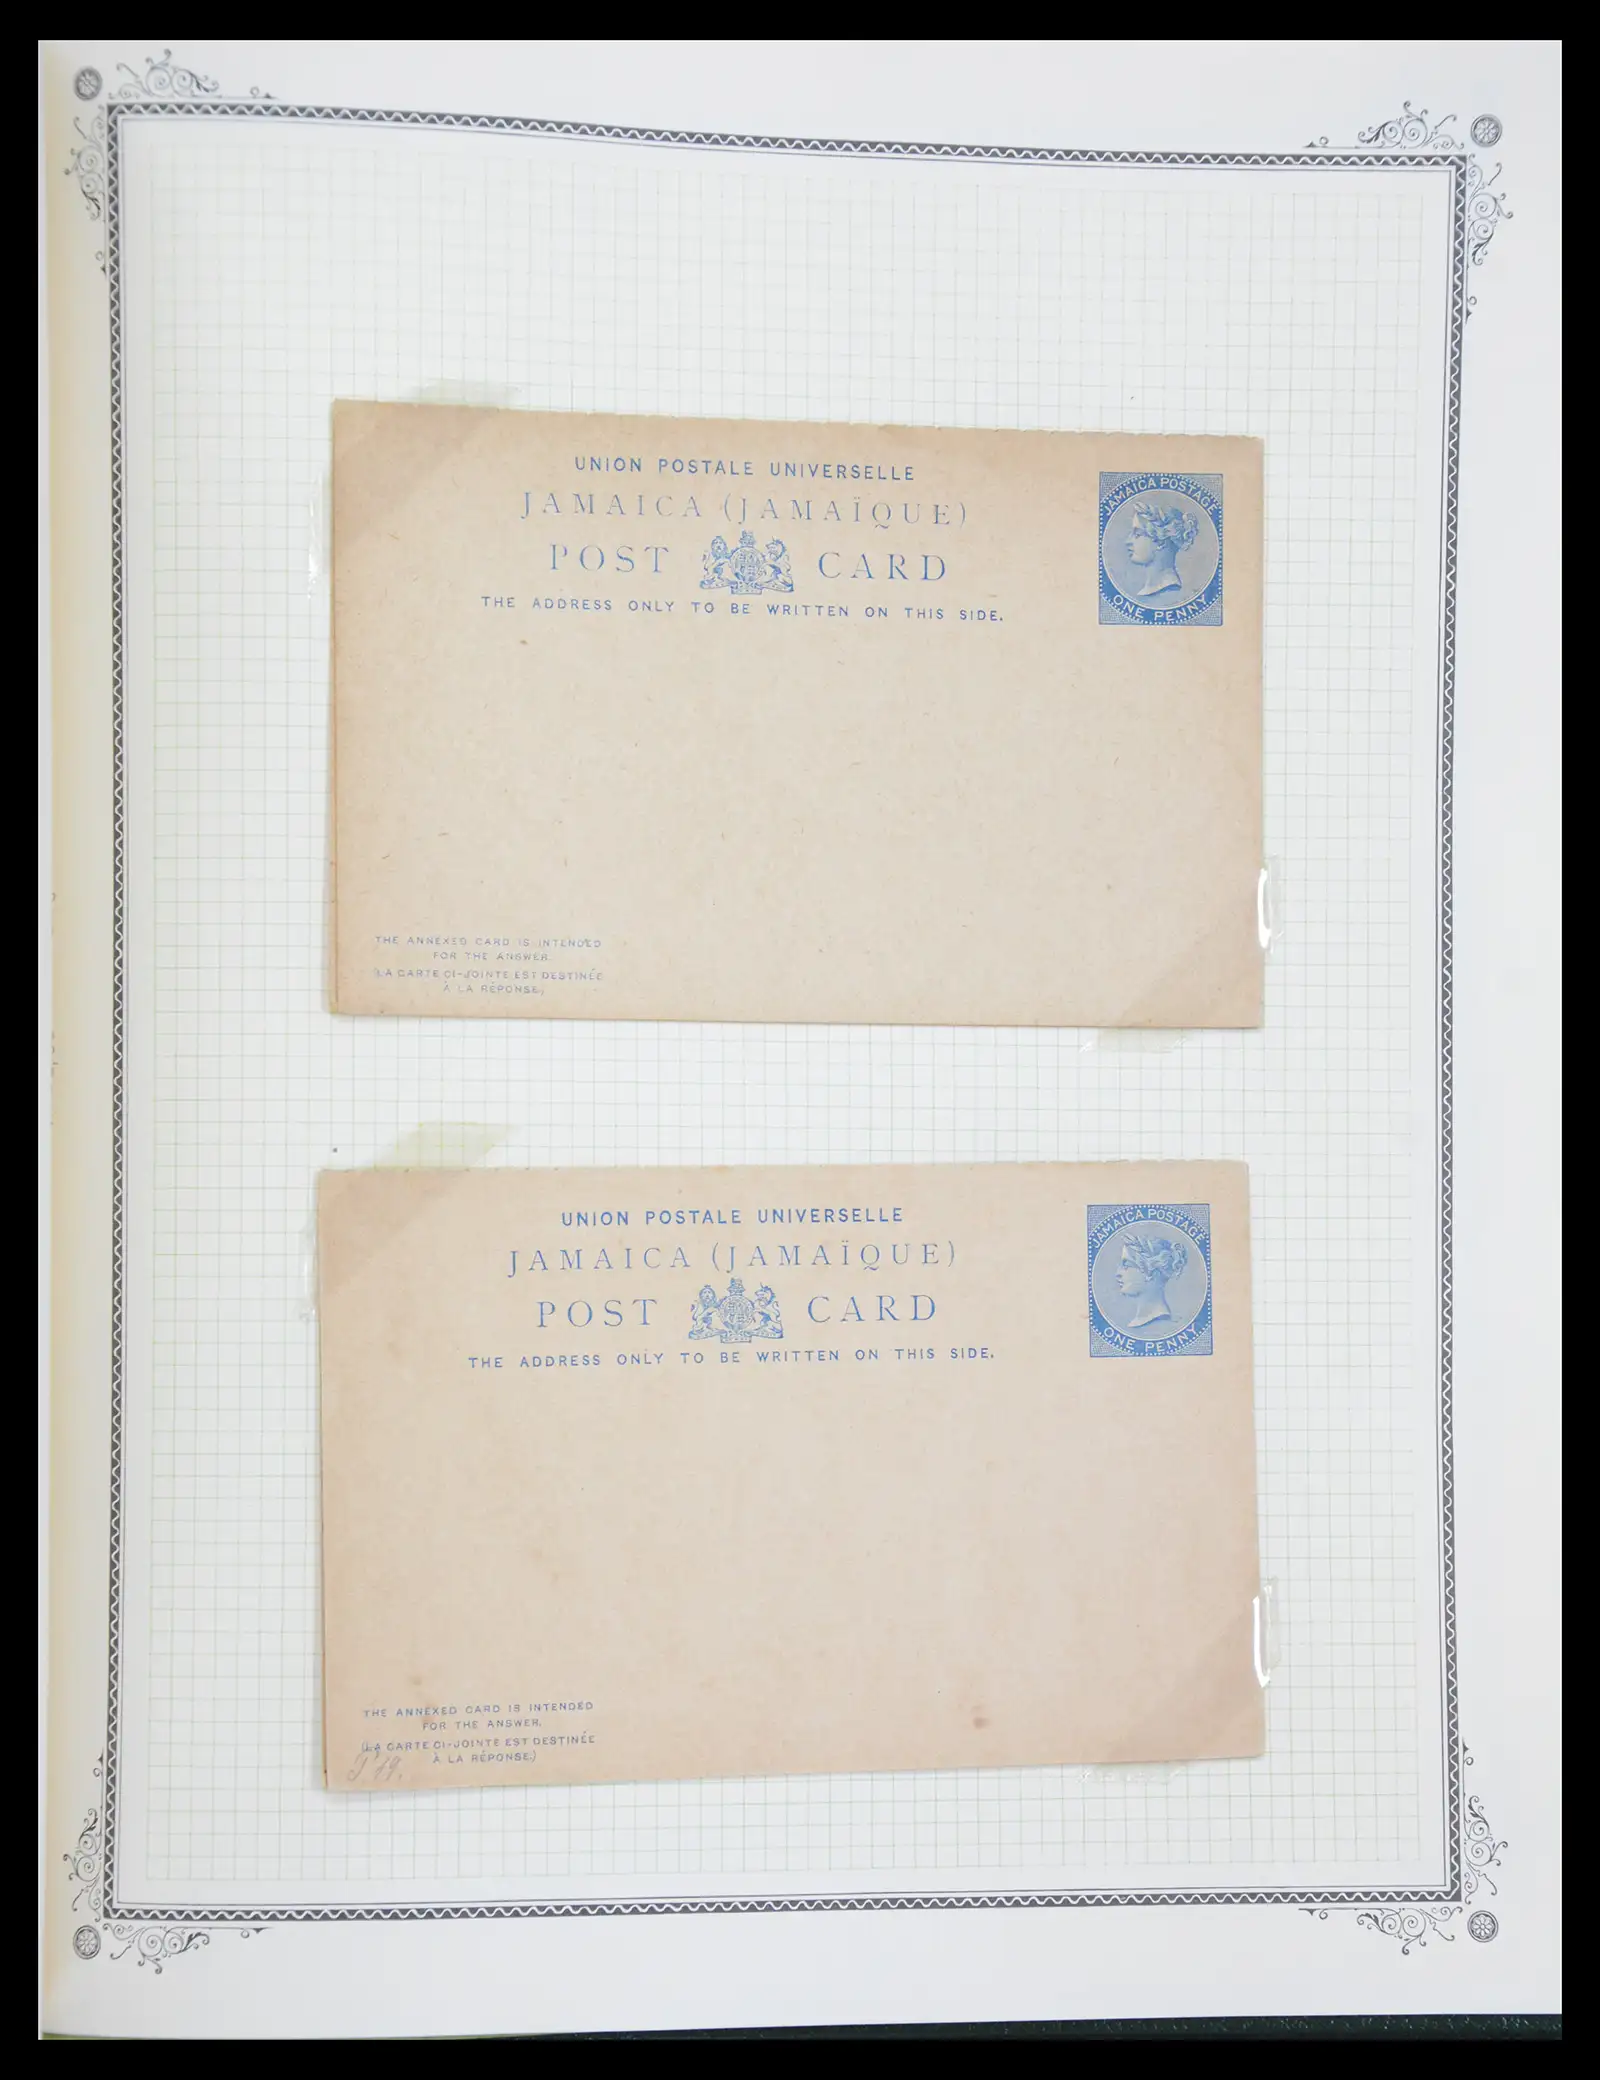 UNION POSTALE UNIVERSELLE
JAMAICA (JAMAÏQUE)
POST CARD
THE ADDRESS ONLY TO BE WRITTEN ON THIS SIDE.
JAMAICA POSTAGE
ONE PENNY
THE ANNEXED CARD IS INTENDED
FOR THE ANSWER.
(LA CARTE CI-JOINTE EST DESTINÉE
À LA RÉPONSE.)
UNION POSTALE UNIVERSELLE
JAMAICA (JAMAÏQUE)
POST CARD
THE ADDRESS ONLY TO BE WRITTEN ON THIS SIDE.
JAMAICA POSTAGE
ONE PENNY
THE ANNEXED CARD IS INTENDED
FOR THE ANSWER.
(LA CARTE CI-JOINTE EST DESTINÉE
À LA RÉPONSE.)